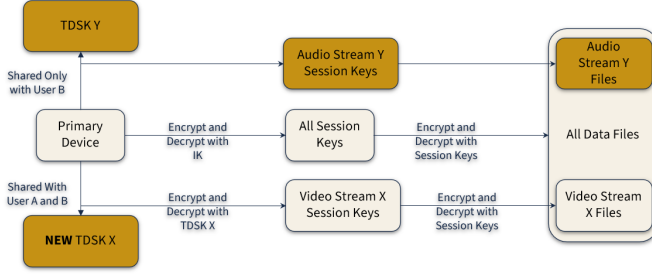 TDSK Y
Audio Stream Y
Session Keys
Audio
Stream Y
Files
Shared Only
with User B
Primary
Device
Encrypt and
Decrypt with
IK
All Session
Keys
Encrypt and
Decrypt with
Session Keys
All Data Files
Shared With
User A and B
Encrypt and
Decrypt with
TDSK X
Video Stream X
Session Keys
Encrypt and
Decrypt with
Session Keys
Video Stream
X Files
NEW TDSK X